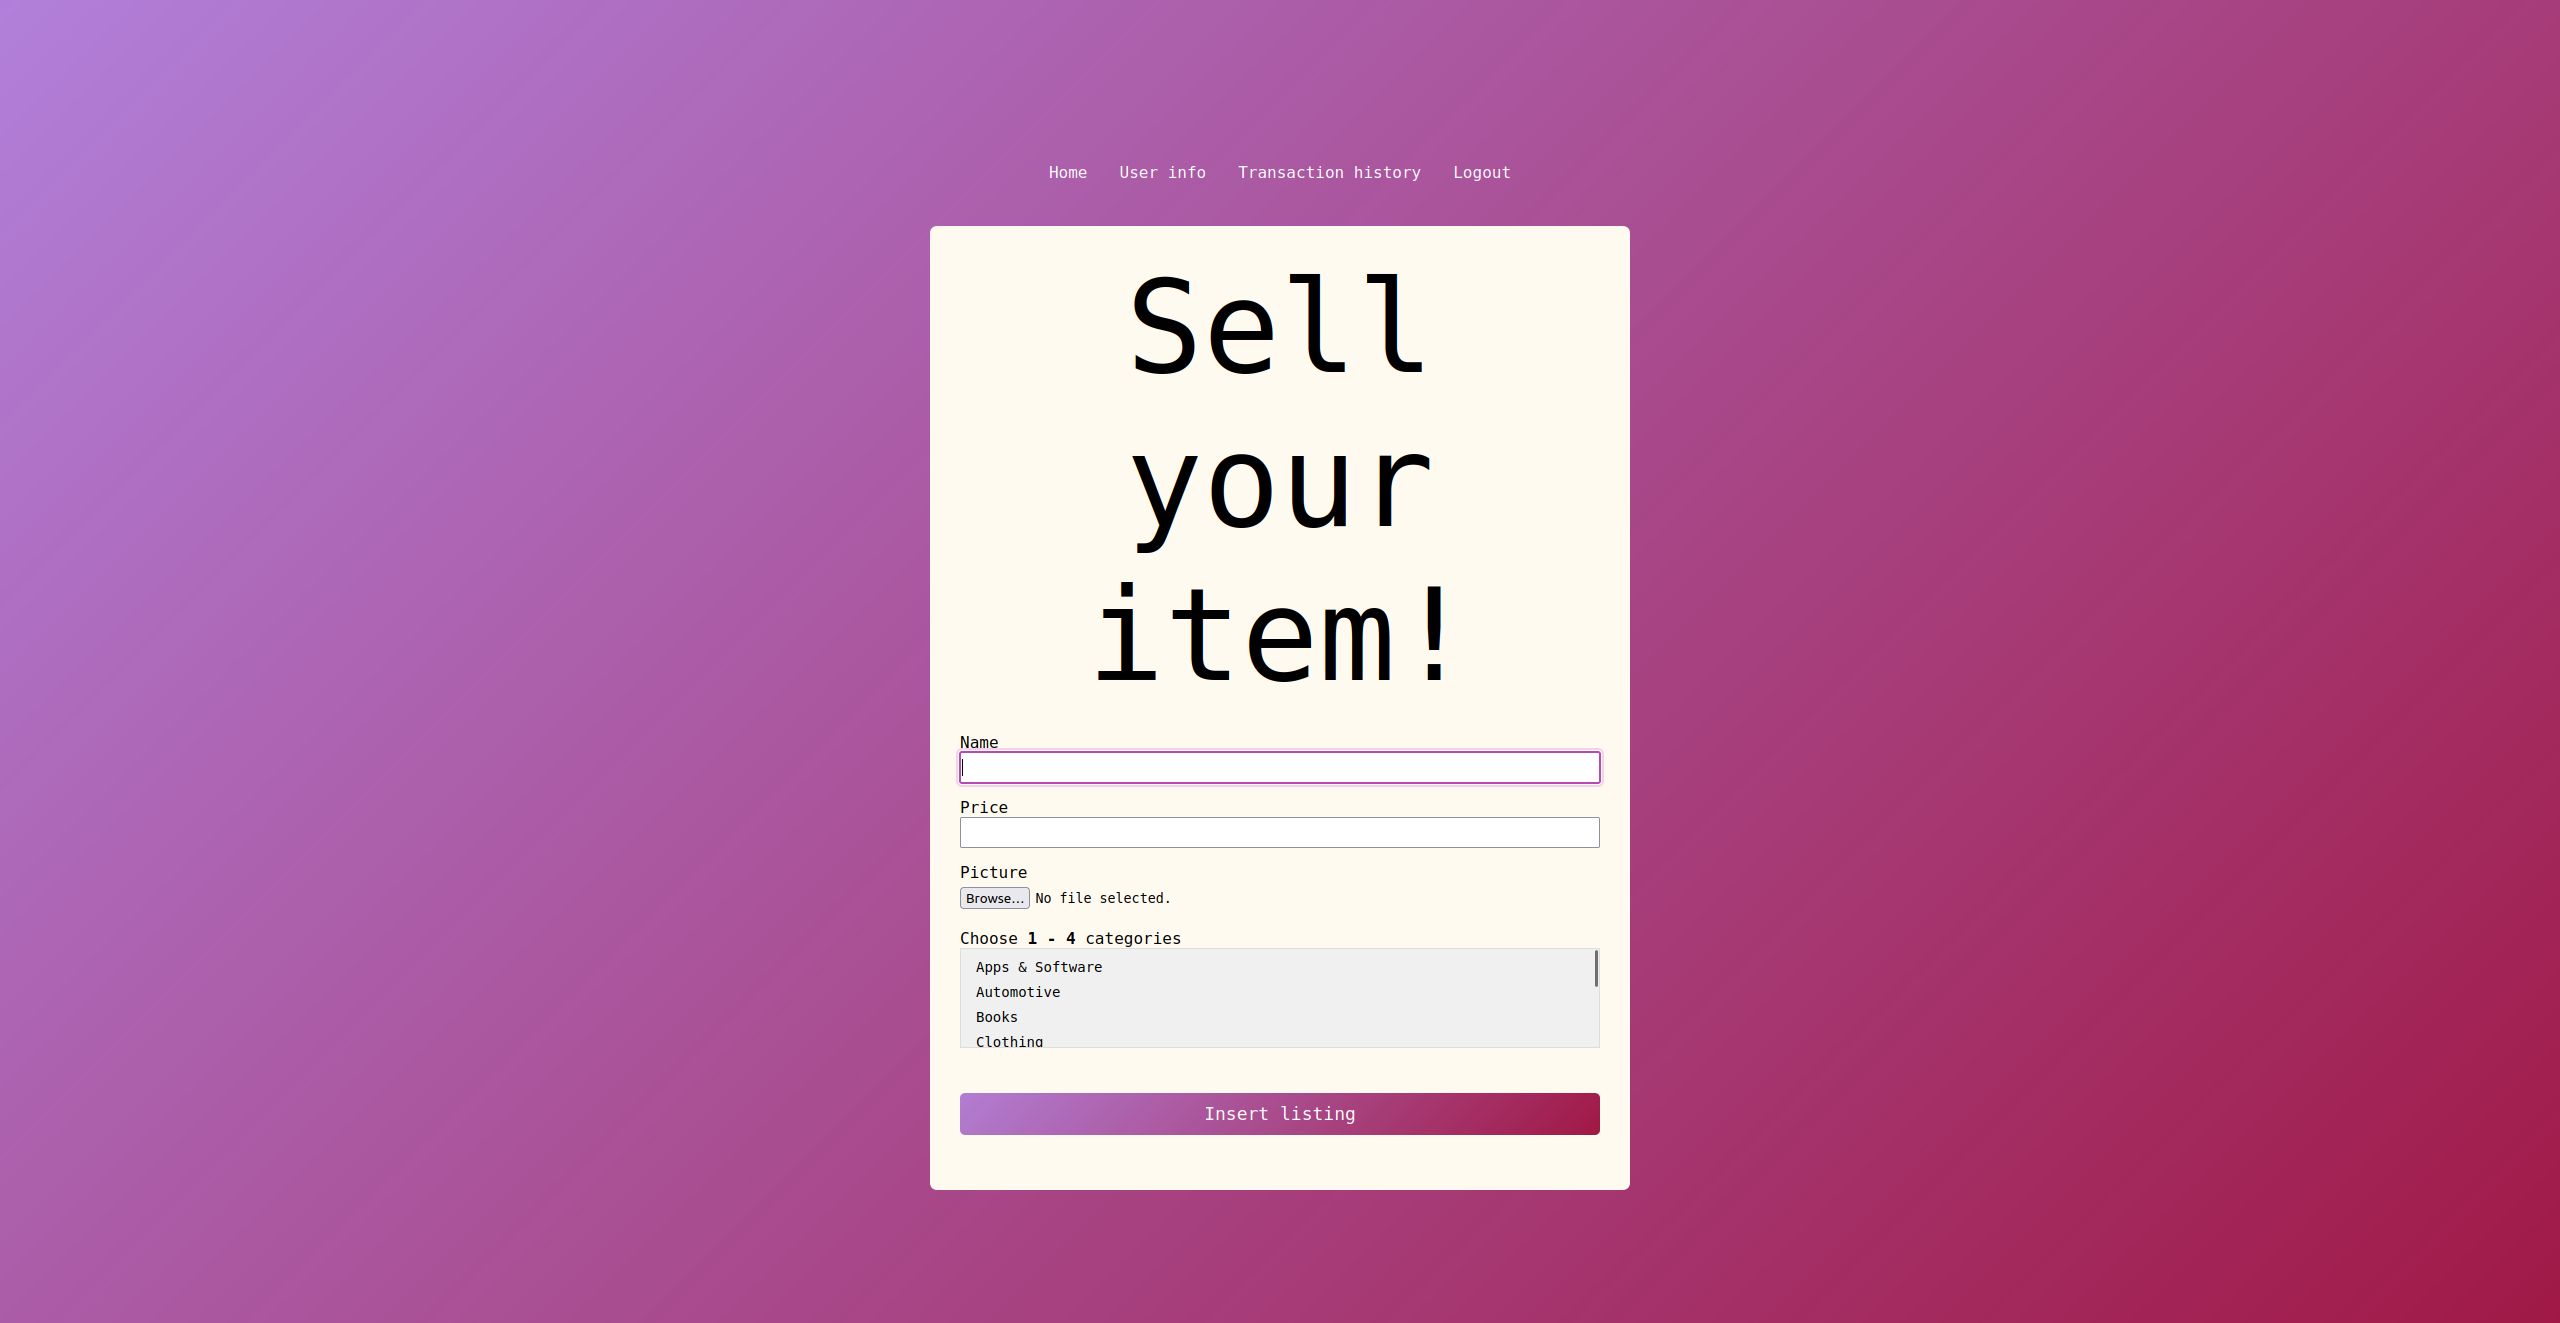 Home User info Transaction history Logout
Sell
your
item!
Name
Price
Picture
Browse... No file selected.
Choose 1 - 4 categories
Apps & Software
Automotive
Books
Clothing
Insert listing